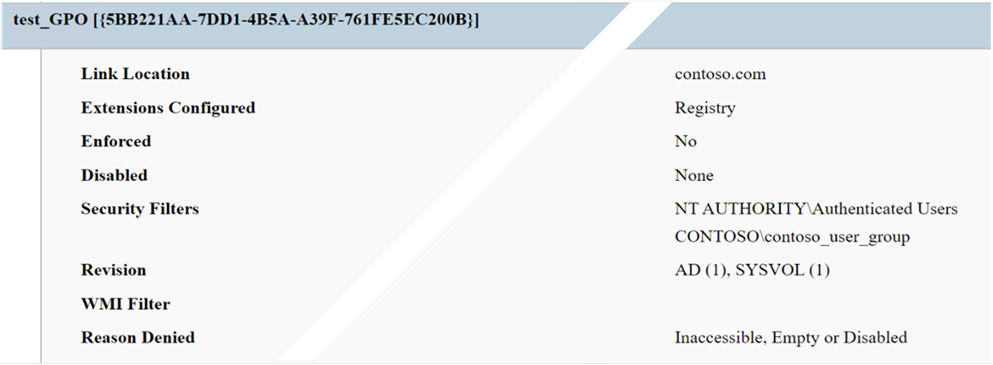 test_GPO [{5BB221AA-7DD1-4B5A-A39F-761FE5EC200B}]
Link Location contoso.com
Extensions Configured Registry
Enforced No
Disabled None
Security Filters NT AUTHORITY\Authenticated Users
CONTOSO\contoso_user_group
Revision AD (1), SYSVOL (1)
WMI Filter
Reason Denied Inaccessible, Empty or Disabled